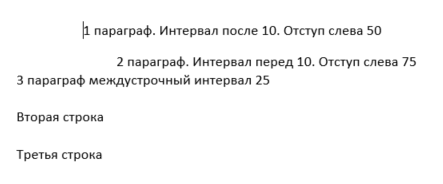 1 параграф. Интервал после 10. Отступ слева 50
2 параграф. Интервал перед 10. Отступ слева 75
3 параграф междустрочный интервал 25
Вторая строка
Третья строка